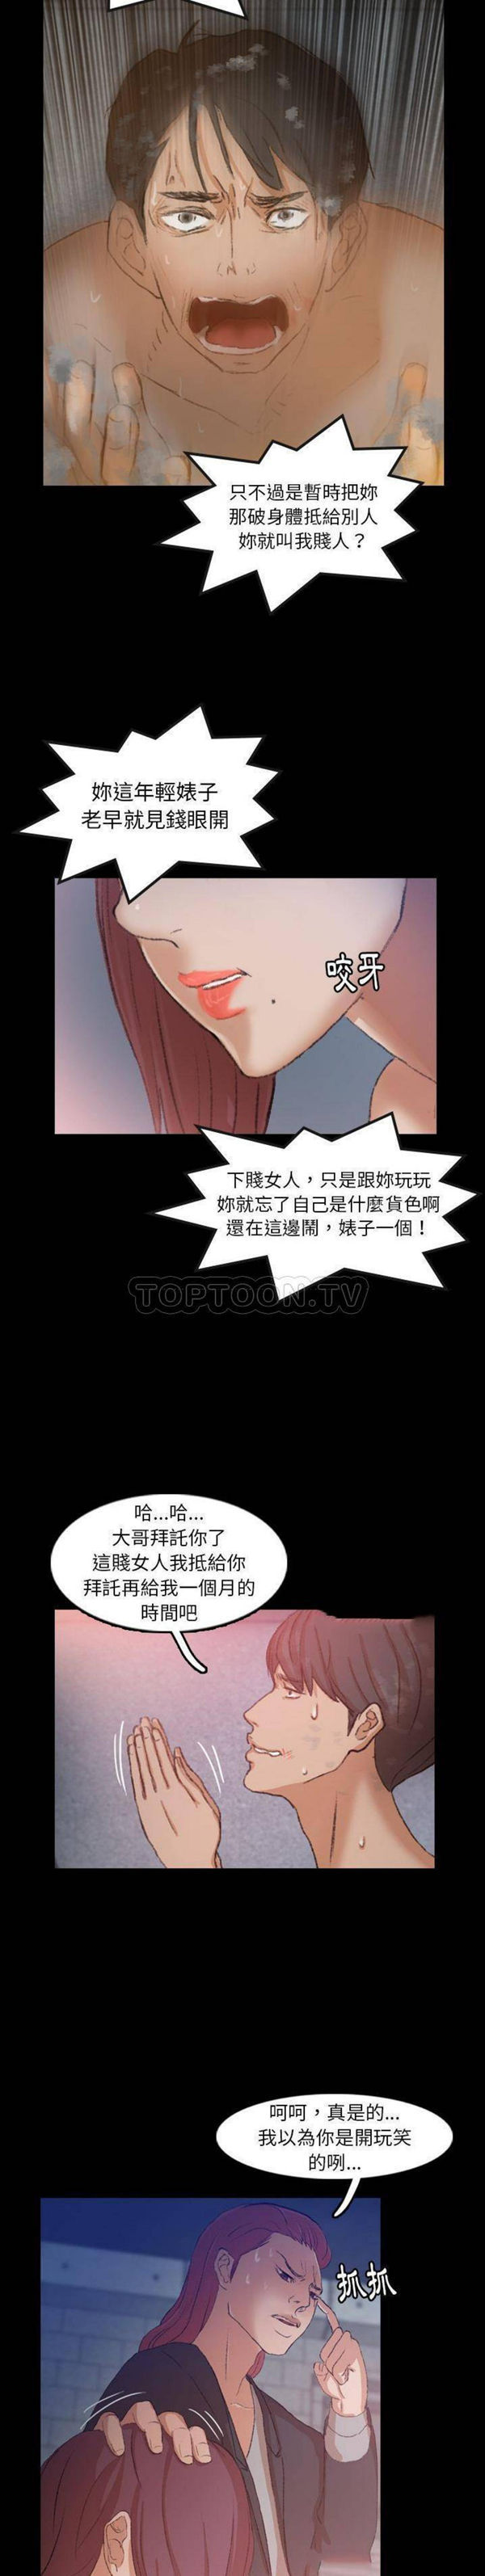 只不過是暫時把妳
那破身體抵給別人
妳就叫我賤人？
妳這年輕婊子
老早就見錢眼開
咬牙
下賤女人，只是跟妳玩玩
妳就忘了自己是什麼貨色啊
還在這邊鬧，婊子一個！
TOPTOON.TV
哈...哈...
大哥拜託你了
這賤女人我抵給你
拜託再給我一個月的
時間吧
呵呵，真是的...
我以為你是開玩笑
的咧...
抓抓